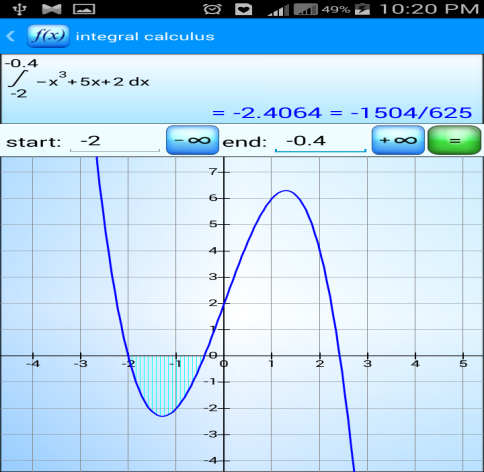 49% 10:20 PM
< f(x) integral calculus
-0.4
∫ -x³+5x+2 dx
-2
= -2.4064 = -1504/625
start: -2 -∞ end: -0.4 +∞ =
7
6
5
4
3
2
1
-4 -3 -2 -1 0 1 2 3 4 5
-1
-2
-3
-4